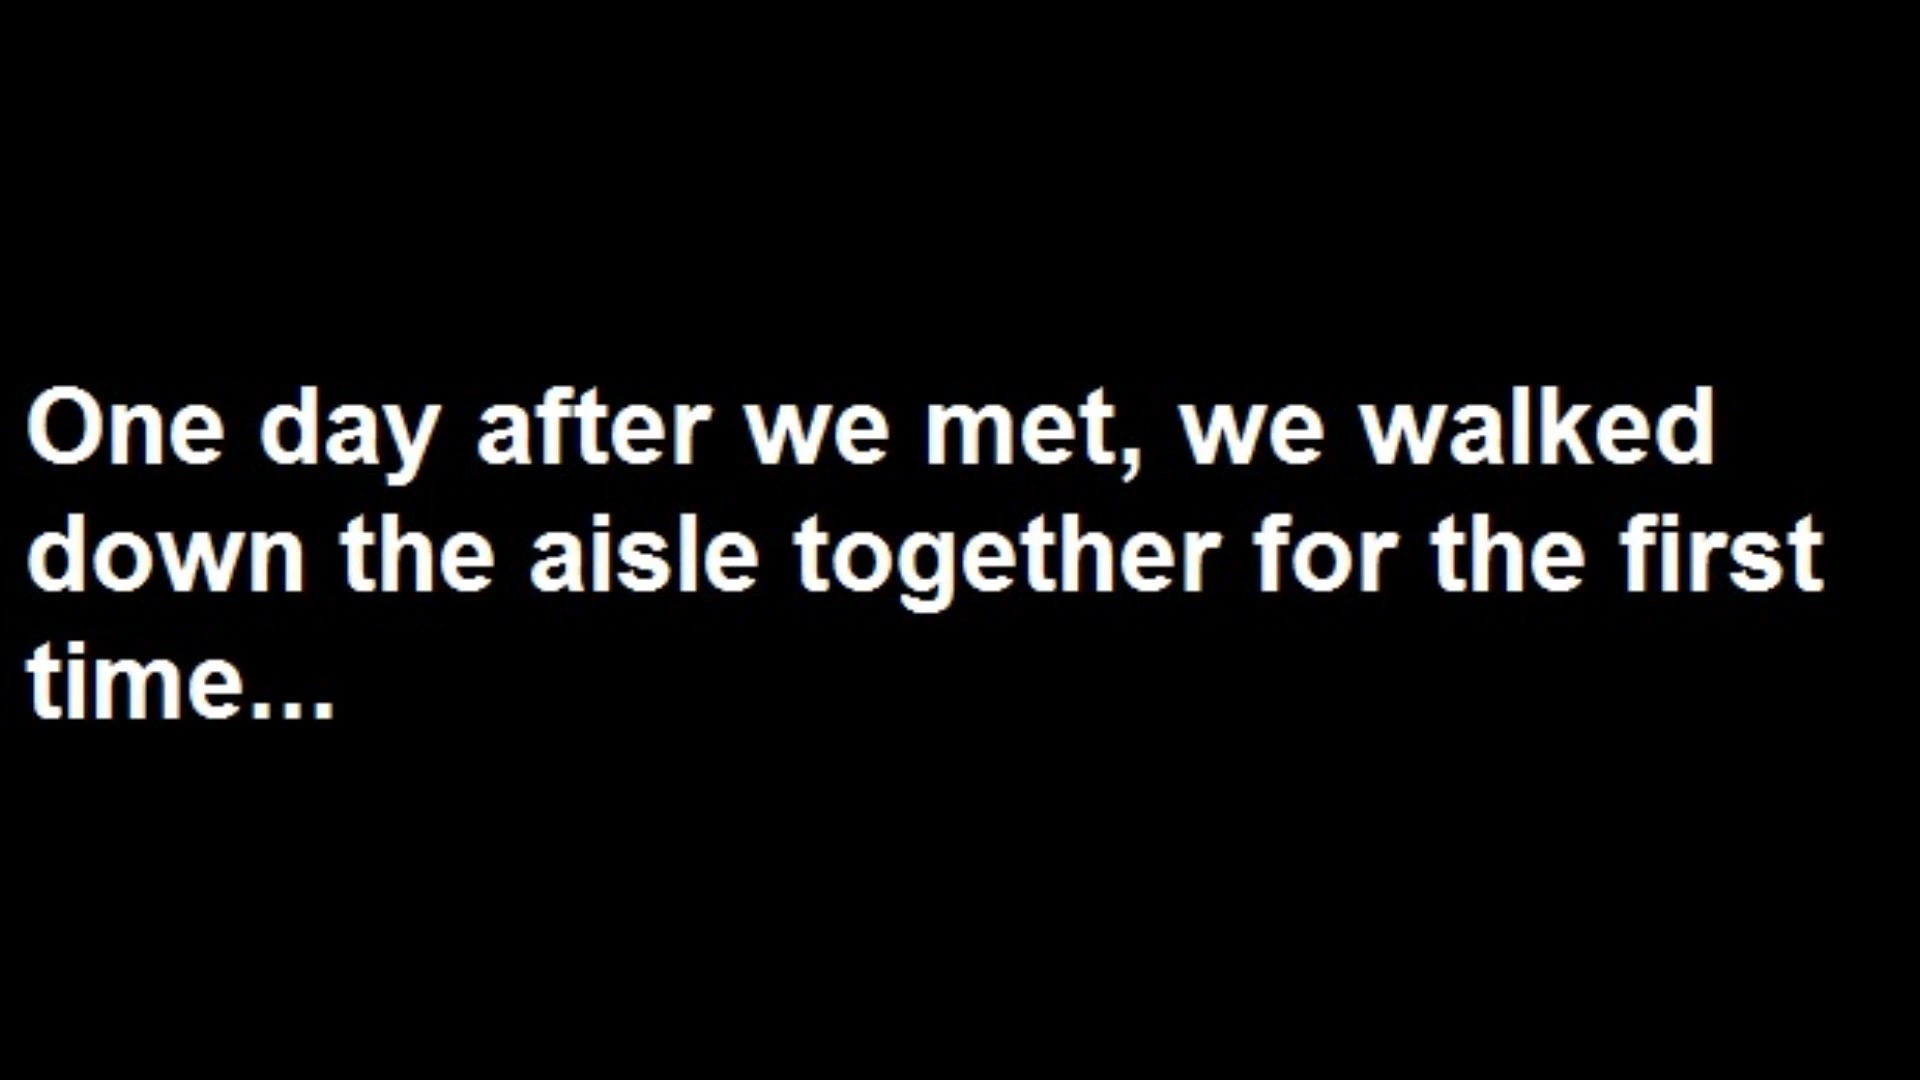 One day after we met, we walked
down the aisle together for the first
time...